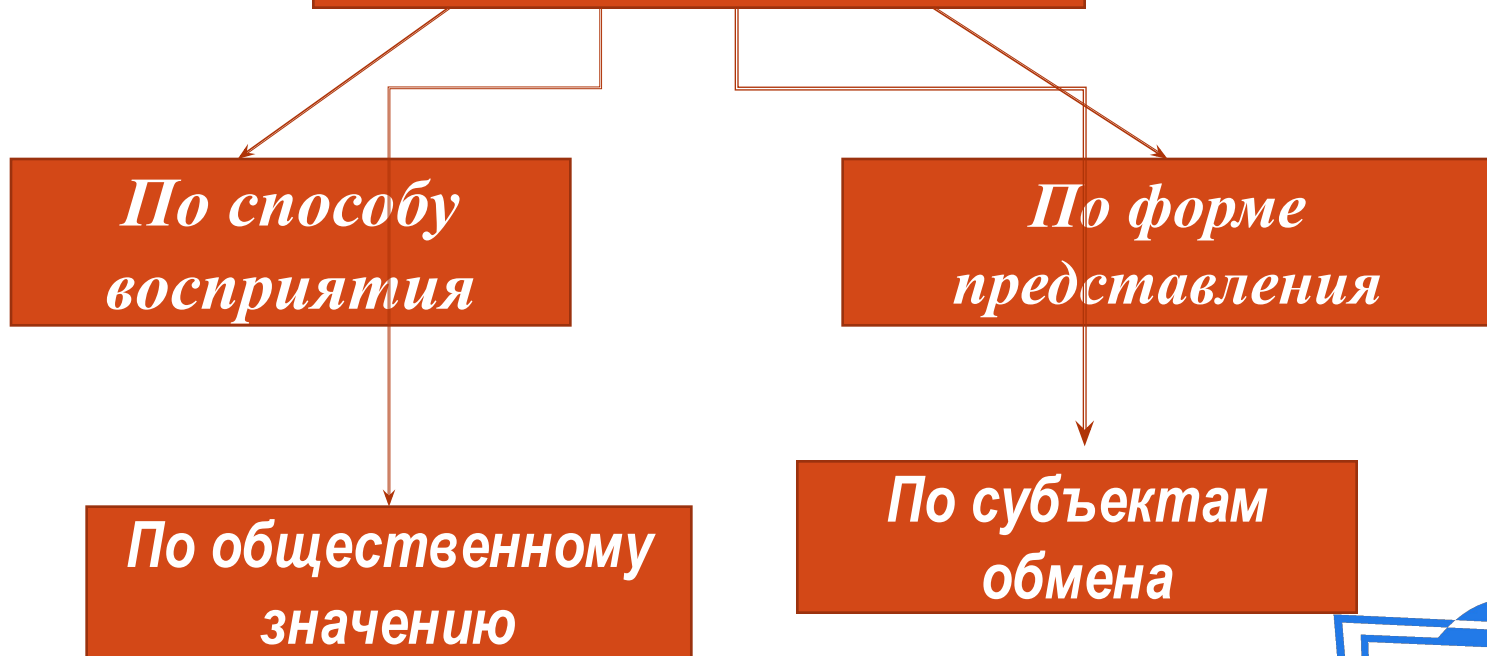 По способу
восприятия
По форме
представления
По общественному
значению
По субъектам
обмена